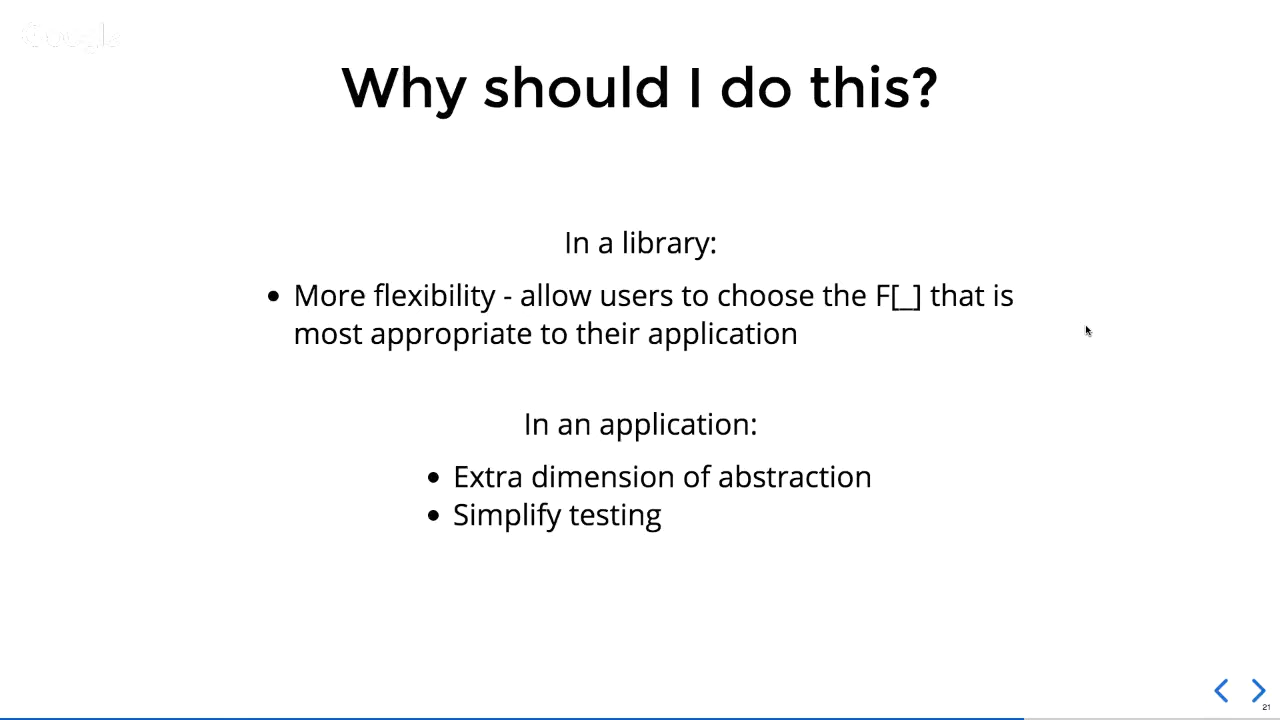 Google
Why should I do this?
In a library:
• More flexibility - allow users to choose the F[_] that is
most appropriate to their application
In an application:
• Extra dimension of abstraction
• Simplify testing
21